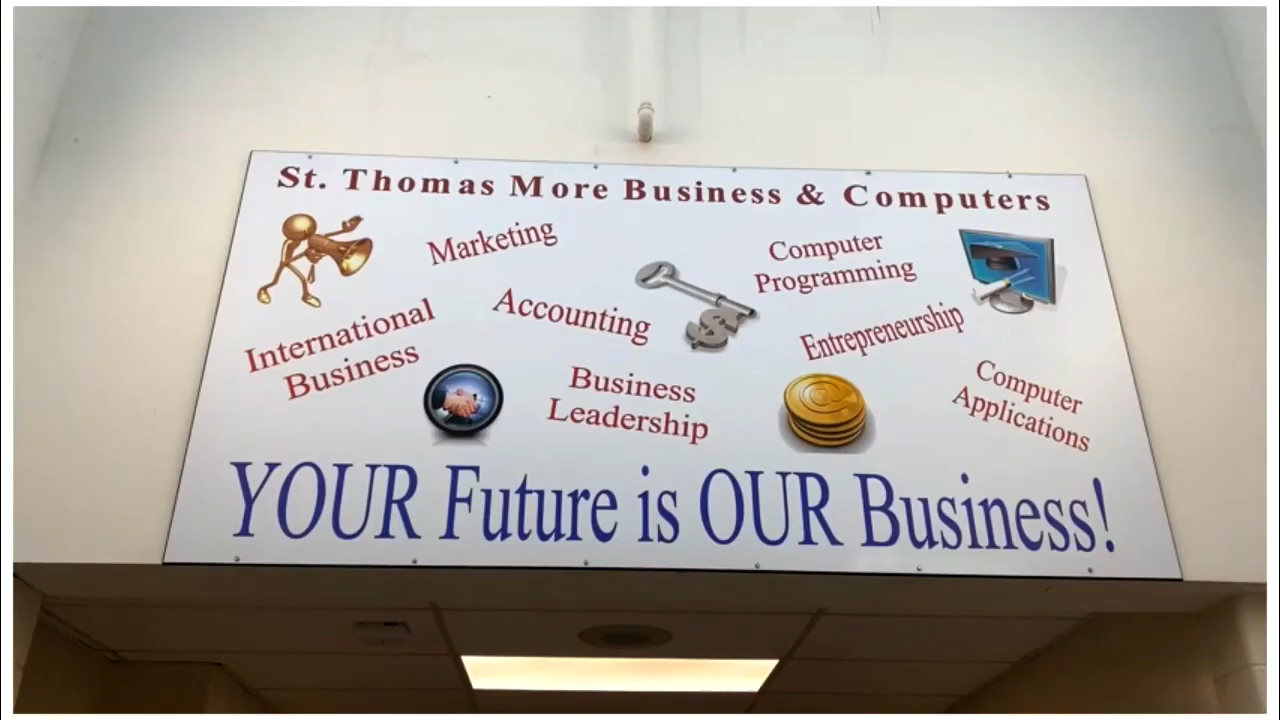 St. Thomas More Business & Computers
Marketing
Computer
Programming
International
Business
Accounting
$
Entrepreneurship
Business
Leadership
@
Computer
Applications
YOUR Future is OUR Business!